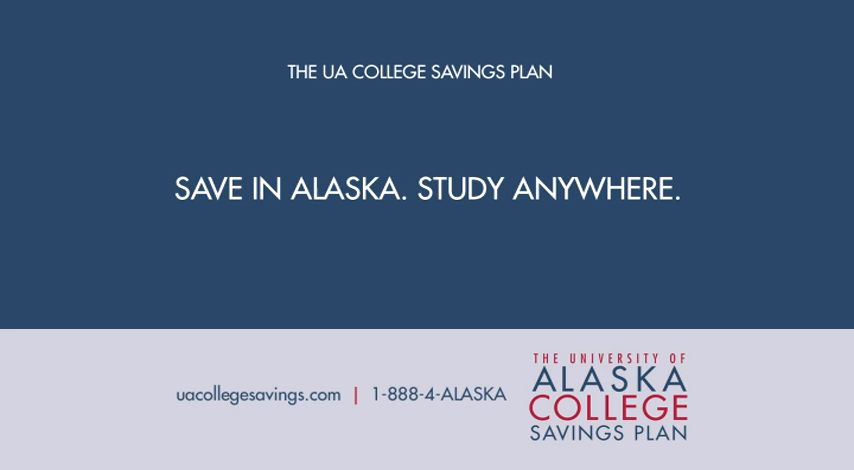 THE UA COLLEGE SAVINGS PLAN
SAVE IN ALASKA. STUDY ANYWHERE.
uacollegesavings.com | 1-888-4-ALASKA
THE UNIVERSITY OF
ALASKA
COLLEGE
SAVINGS PLAN